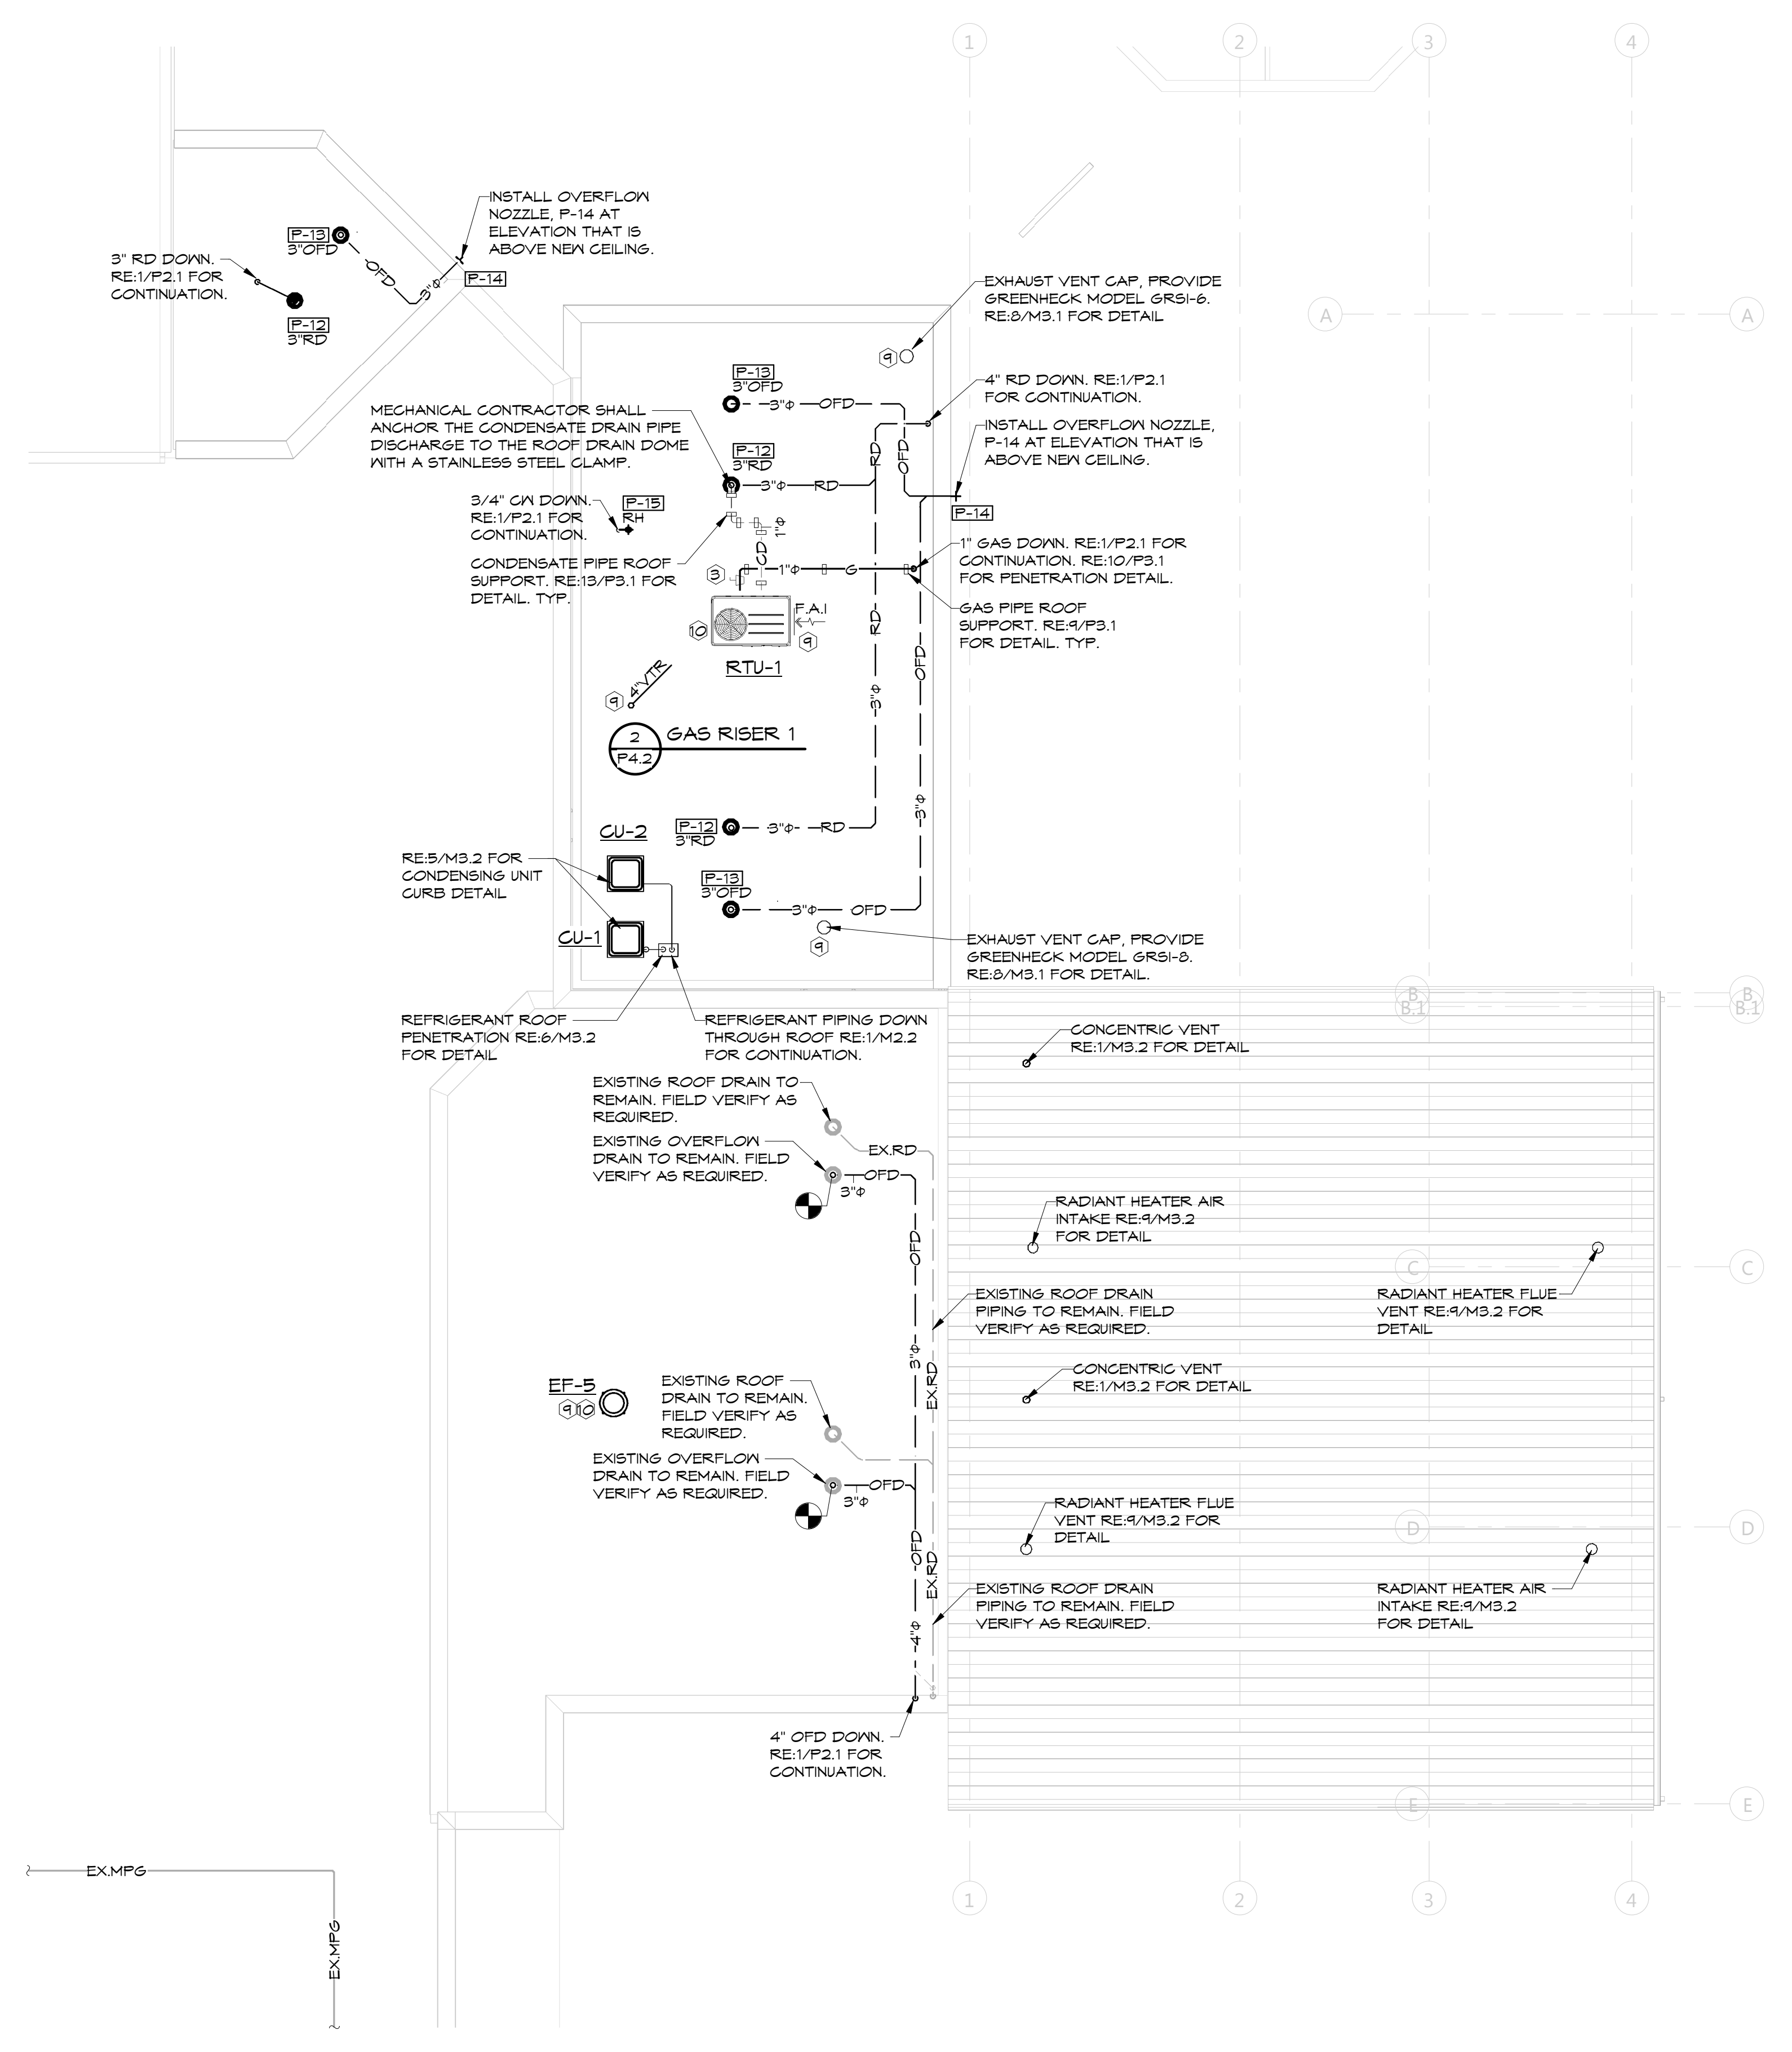 1
2
3
4
INSTALL OVERFLOW
NOZZLE, P-14 AT
ELEVATION THAT IS
ABOVE NEW CEILING.
P-13
3"OFD
OFD
3"ϕ
P-14
3" RD DOWN.
RE:1/P2.1 FOR
CONTINUATION.
P-12
3"RD
EXHAUST VENT CAP, PROVIDE
GREENHECK MODEL GRSI-6.
RE:8/M3.1 FOR DETAIL
A
A
9
P-13
3"OFD
3"ϕ
OFD
4" RD DOWN. RE:1/P2.1
FOR CONTINUATION.
MECHANICAL CONTRACTOR SHALL
ANCHOR THE CONDENSATE DRAIN PIPE
DISCHARGE TO THE ROOF DRAIN DOME
WITH A STAINLESS STEEL CLAMP.
INSTALL OVERFLOW NOZZLE,
P-14 AT ELEVATION THAT IS
ABOVE NEW CEILING.
P-12
3"RD
3"ϕ
RD
RD
OFD
P-14
3/4" CW DOWN.
RE:1/P2.1 FOR
CONTINUATION.
P-15
RH
1"ϕ
CD
CONDENSATE PIPE ROOF
SUPPORT. RE:13/P3.1 FOR
DETAIL. TYP.
3
1"ϕ
G
1" GAS DOWN. RE:1/P2.1 FOR
CONTINUATION. RE:10/P3.1
FOR PENETRATION DETAIL.
GAS PIPE ROOF
SUPPORT. RE:9/P3.1
FOR DETAIL. TYP.
F.A.I
10
9
RTU-1
RD
OFD
3"ϕ
9
4"VTR
2
P4.2
GAS RISER 1
3"ϕ
CU-2
P-12
3"RD
3"ϕ
RD
RE:5/M3.2 FOR
CONDENSING UNIT
CURB DETAIL
P-13
3"OFD
3"ϕ
OFD
CU-1
9
EXHAUST VENT CAP, PROVIDE
GREENHECK MODEL GRSI-8.
RE:8/M3.1 FOR DETAIL.
B
B
B.1
B.1
REFRIGERANT ROOF
PENETRATION RE:6/M3.2
FOR DETAIL
REFRIGERANT PIPING DOWN
THROUGH ROOF RE:1/M2.2
FOR CONTINUATION.
CONCENTRIC VENT
RE:1/M3.2 FOR DETAIL
EXISTING ROOF DRAIN TO
REMAIN. FIELD VERIFY AS
REQUIRED.
EX.RD
EXISTING OVERFLOW
DRAIN TO REMAIN. FIELD
VERIFY AS REQUIRED.
OFD
3"ϕ
RADIANT HEATER AIR
INTAKE RE:9/M3.2
FOR DETAIL
OFD
C
C
EXISTING ROOF DRAIN
PIPING TO REMAIN. FIELD
VERIFY AS REQUIRED.
RADIANT HEATER FLUE
VENT RE:9/M3.2 FOR
DETAIL
3"ϕ
EX.RD
CONCENTRIC VENT
RE:1/M3.2 FOR DETAIL
EF-5
9
10
EXISTING ROOF
DRAIN TO REMAIN.
FIELD VERIFY AS
REQUIRED.
EXISTING OVERFLOW
DRAIN TO REMAIN. FIELD
VERIFY AS REQUIRED.
OFD
3"ϕ
RADIANT HEATER FLUE
VENT RE:9/M3.2 FOR
DETAIL
D
D
OFD
EX.RD
EXISTING ROOF DRAIN
PIPING TO REMAIN. FIELD
VERIFY AS REQUIRED.
RADIANT HEATER AIR
INTAKE RE:9/M3.2
FOR DETAIL
4"ϕ
4" OFD DOWN.
RE:1/P2.1 FOR
CONTINUATION.
E
E
EX.MPG
EX.MPG
1
2
3
4